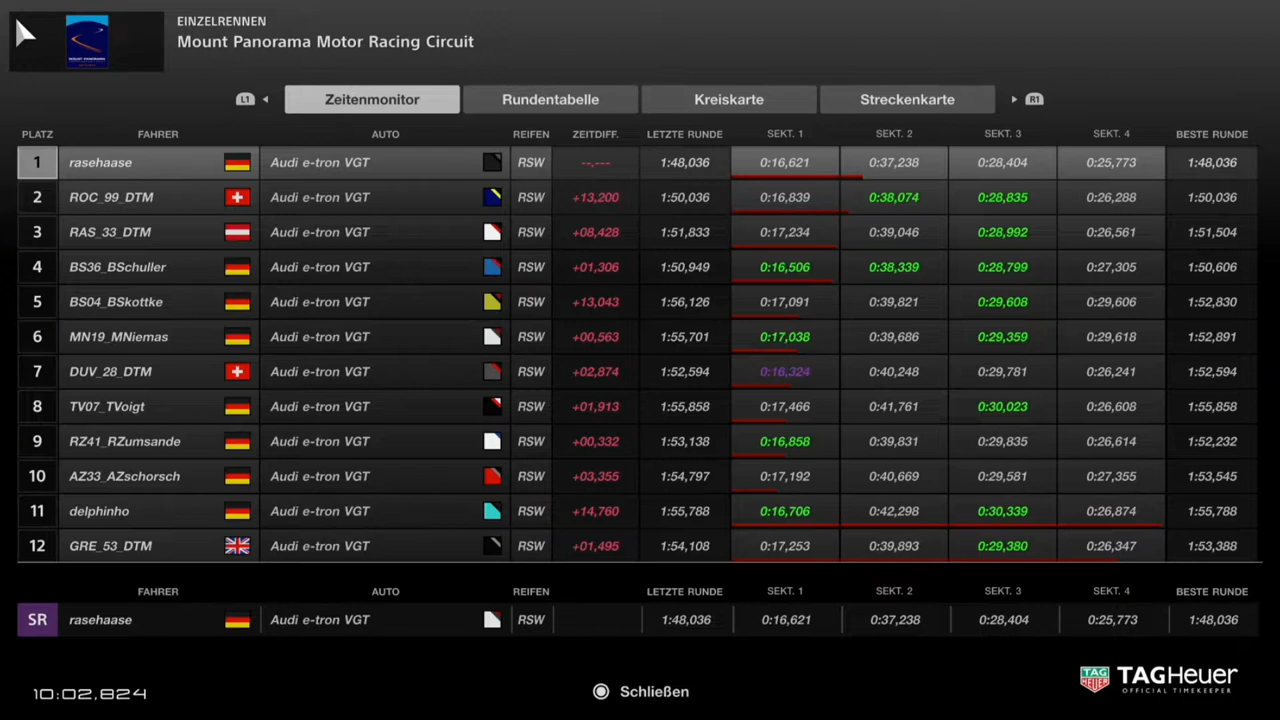 EINZELRENNEN
Mount Panorama Motor Racing Circuit
L1 Zeitenmonitor Rundentabelle Kreiskarte Streckenkarte R1
PLATZ FAHRER AUTO REIFEN ZEITDIFF. LETZTE RUNDE SEKT. 1 SEKT. 2 SEKT. 3 SEKT. 4 BESTE RUNDE
1 rasehaase Audi e-tron VGT RSW --,--- 1:48,036 0:16,621 0:37,238 0:28,404 0:25,773 1:48,036
2 ROC_99_DTM Audi e-tron VGT RSW +13,200 1:50,036 0:16,839 0:38,074 0:28,835 0:26,288 1:50,036
3 RAS_33_DTM Audi e-tron VGT RSW +08,428 1:51,833 0:17,234 0:39,046 0:28,992 0:26,561 1:51,504
4 BS36_BSchuller Audi e-tron VGT RSW +01,306 1:50,949 0:16,506 0:38,339 0:28,799 0:27,305 1:50,606
5 BS04_BSkottke Audi e-tron VGT RSW +13,043 1:56,126 0:17,091 0:39,821 0:29,608 0:29,606 1:52,830
6 MN19_MNiemas Audi e-tron VGT RSW +00,563 1:55,701 0:17,038 0:39,686 0:29,359 0:29,618 1:52,891
7 DUV_28_DTM Audi e-tron VGT RSW +02,874 1:52,594 0:16,324 0:40,248 0:29,781 0:26,241 1:52,594
8 TV07_TVoigt Audi e-tron VGT RSW +01,913 1:55,858 0:17,466 0:41,761 0:30,023 0:26,608 1:55,858
9 RZ41_RZumsande Audi e-tron VGT RSW +00,332 1:53,138 0:16,858 0:39,831 0:29,835 0:26,614 1:52,232
10 AZ33_AZschorsch Audi e-tron VGT RSW +03,355 1:54,797 0:17,192 0:40,669 0:29,581 0:27,355 1:53,545
11 delphinho Audi e-tron VGT RSW +14,760 1:55,788 0:16,706 0:42,298 0:30,339 0:26,874 1:55,788
12 GRE_53_DTM Audi e-tron VGT RSW +01,495 1:54,108 0:17,253 0:39,893 0:29,380 0:26,347 1:53,388
FAHRER AUTO REIFEN LETZTE RUNDE SEKT. 1 SEKT. 2 SEKT. 3 SEKT. 4 BESTE RUNDE
SR rasehaase Audi e-tron VGT RSW 1:48,036 0:16,621 0:37,238 0:28,404 0:25,773 1:48,036
10:02,824
Schließen
TAG HEUER TAGHeuer
OFFICIAL TIMEKEEPER